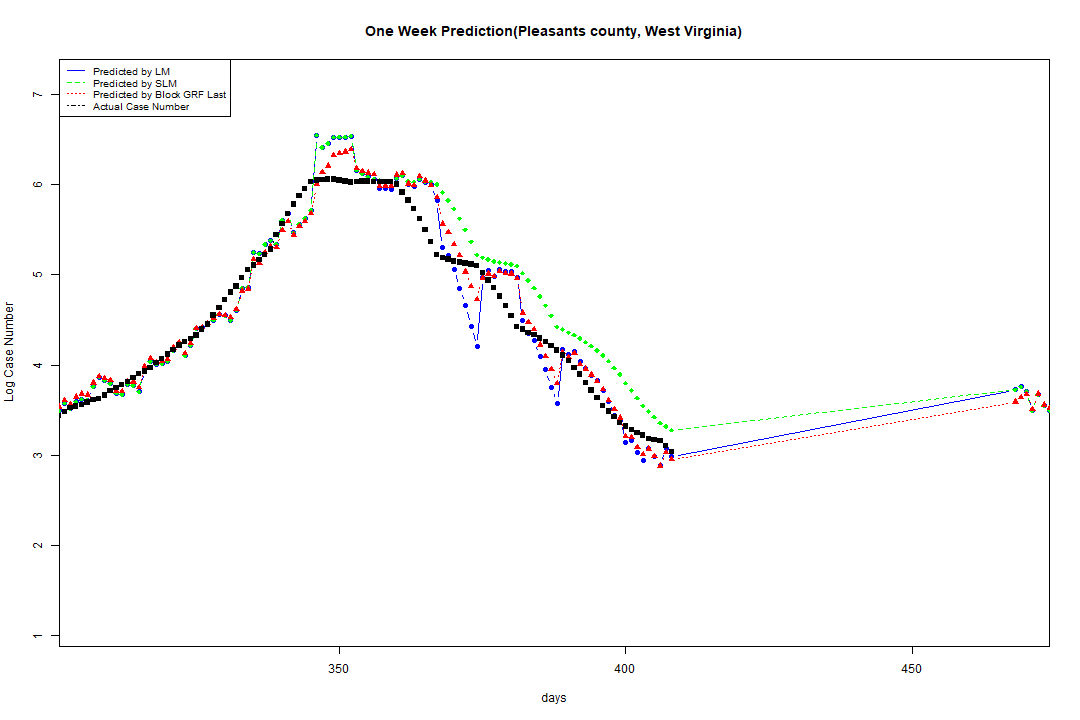 One Week Prediction(Pleasants county, West Virginia)
Predicted by LM
Predicted by SLM
Predicted by Block GRF Last
Actual Case Number
7
6
5
4
3
2
1
Log Case Number
350
400
450
days